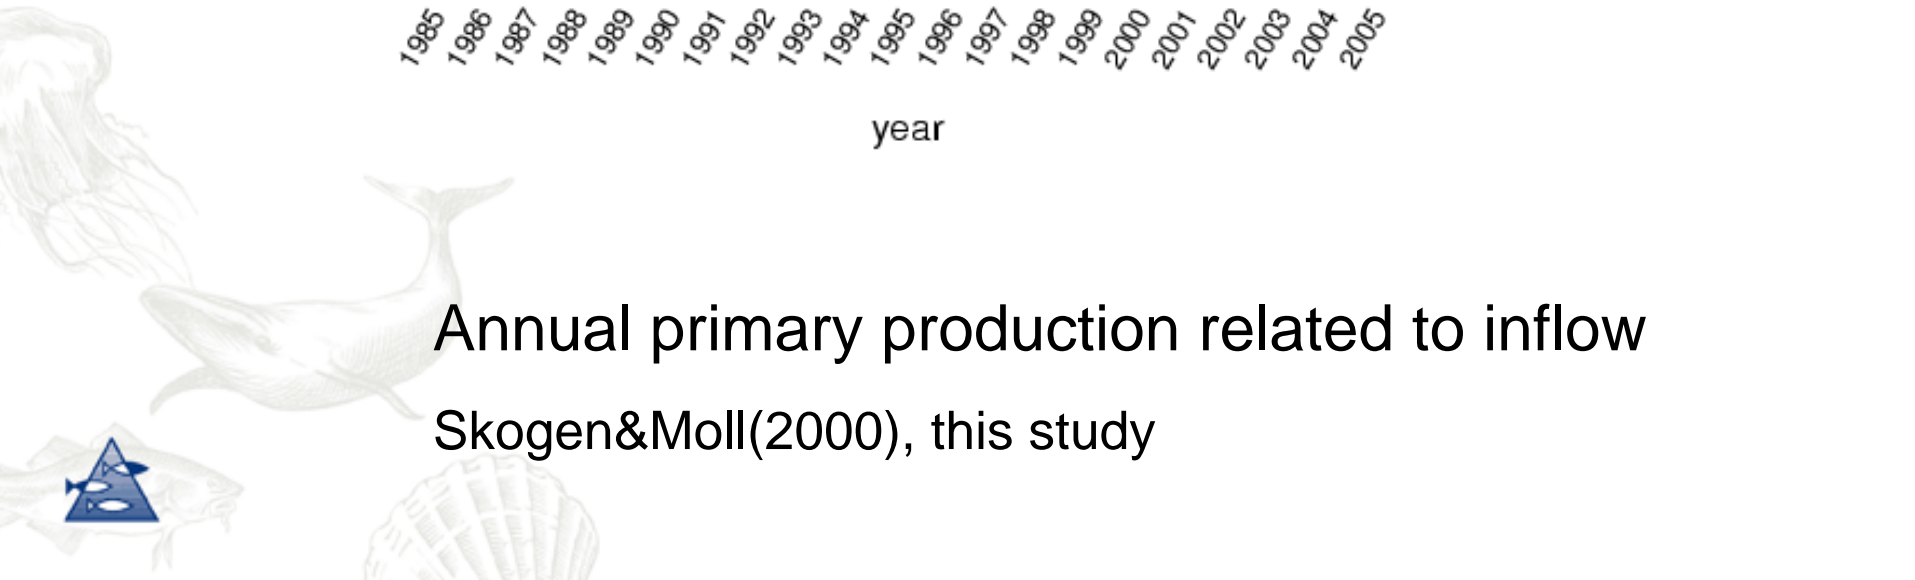 1985 1986 1987 1988 1989 1990 1991 1992 1993 1994 1995 1996 1997 1998 1999 2000 2001 2002 2003 2004 2005
year
Annual primary production related to inflow
Skogen&Moll(2000), this study